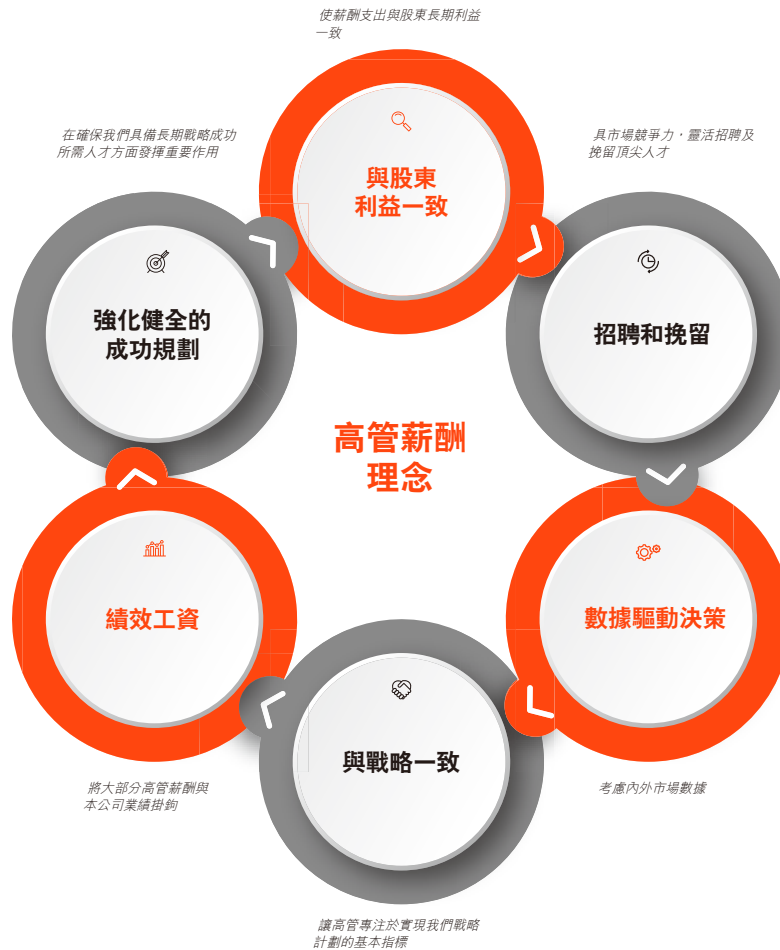 使薪酬支出與股東長期利益
一致
與股東
利益一致
具市場競爭力，靈活招聘及
挽留頂尖人才
招聘和挽留
數據驅動決策
考慮內外市場數據
與戰略一致
讓高管專注於實現我們戰略
計劃的基本指標
績效工資
將大部分高管薪酬與
本公司業績掛鈎
在確保我們具備長期戰略成功
所需人才方面發揮重要作用
強化健全的
成功規劃
高管薪酬
理念